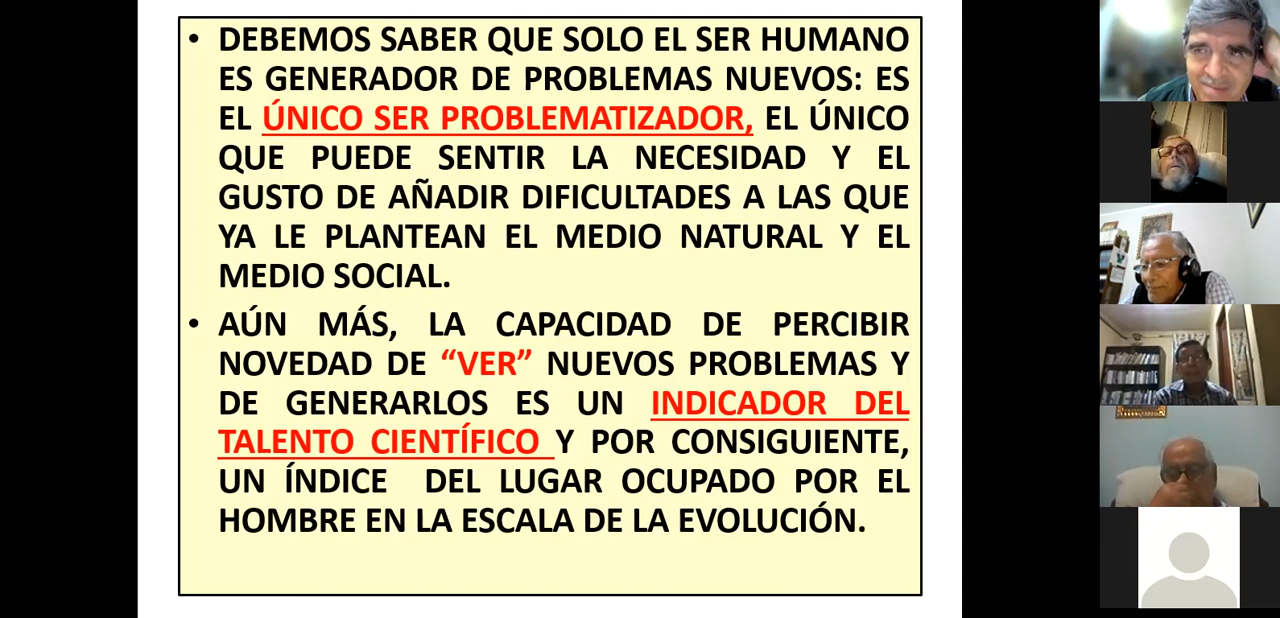 • DEBEMOS SABER QUE SOLO EL SER HUMANO
ES GENERADOR DE PROBLEMAS NUEVOS: ES
EL ÚNICO SER PROBLEMATIZADOR, EL ÚNICO
QUE PUEDE SENTIR LA NECESIDAD Y EL
GUSTO DE AÑADIR DIFICULTADES A LAS QUE
YA LE PLANTEAN EL MEDIO NATURAL Y EL
MEDIO SOCIAL.
• AÚN MÁS, LA CAPACIDAD DE PERCIBIR
NOVEDAD DE “VER” NUEVOS PROBLEMAS Y
DE GENERARLOS ES UN INDICADOR DEL
TALENTO CIENTÍFICO Y POR CONSIGUIENTE,
UN ÍNDICE DEL LUGAR OCUPADO POR EL
HOMBRE EN LA ESCALA DE LA EVOLUCIÓN.